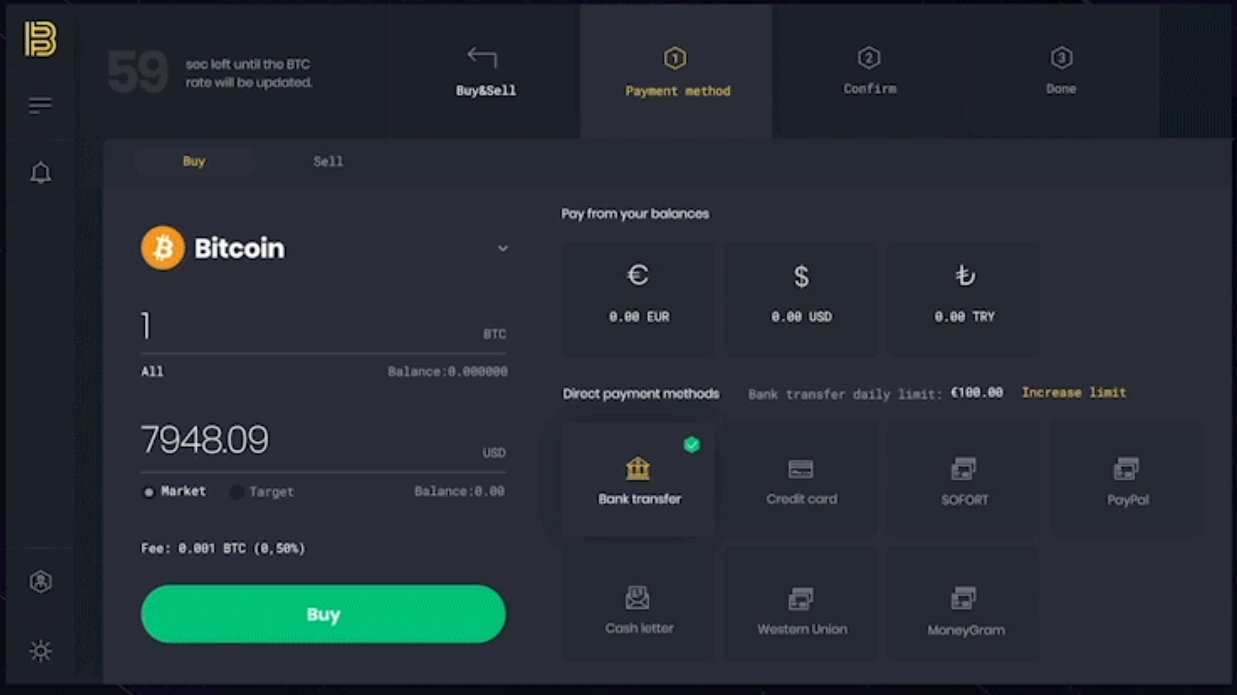 59
sec left until the BTC
rate will be updated.
Buy&Sell
1
Payment method
2
Confirm
3
Done
Buy
Sell
Bitcoin
1
BTC
All
Balance:0.000000
7948.09
USD
Market
Target
Balance:0.00
Fee: 0.001 BTC (0,50%)
Buy
Pay from your balances
€
$
₺
0.00 EUR
0.00 USD
0.00 TRY
Direct payment methods
Bank transfer daily limit: €100.00
Increase limit
Bank transfer
Credit card
SOFORT
PayPal
Cash letter
Western Union
MoneyGram